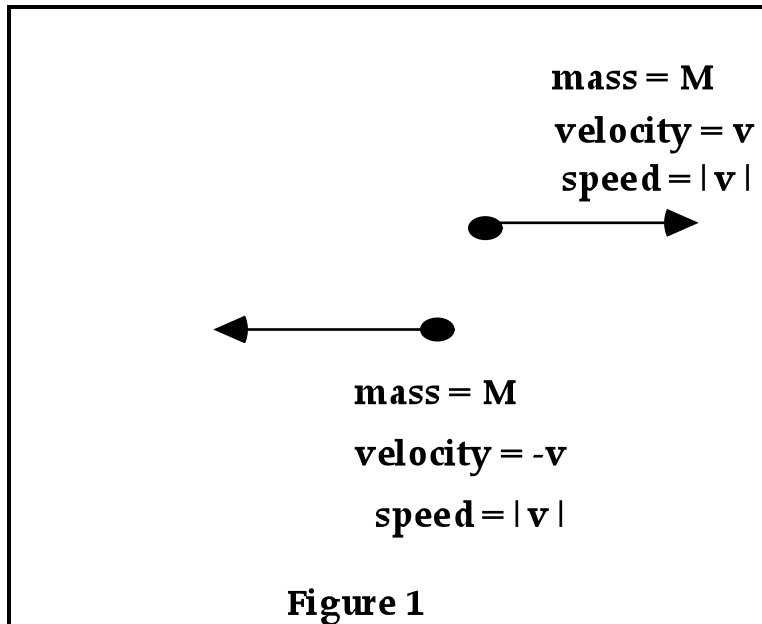 mass = M
velocity = v
speed = | v |
mass = M
velocity = -v
speed = | v |
Figure 1